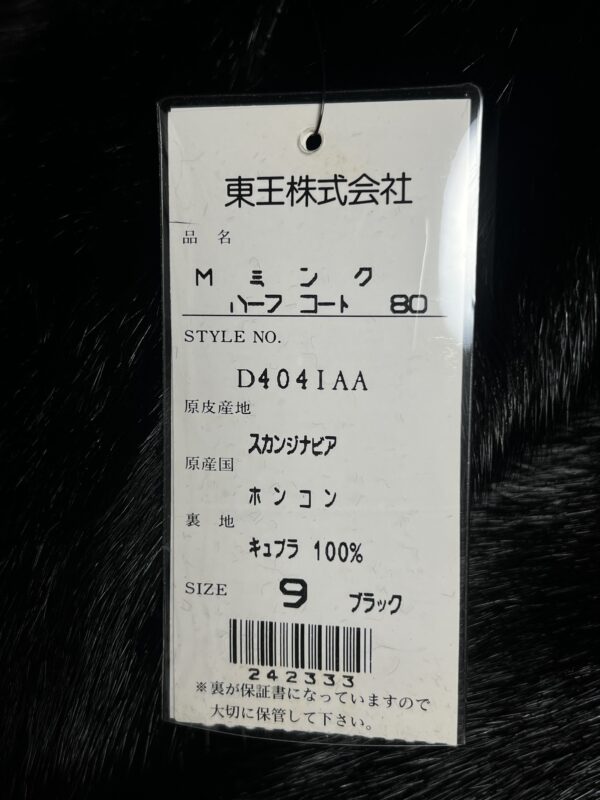 東王株式会社
品 名
M ミンク
ハーフ コート 80
STYLE NO.
D404IAA
原皮産地
スカンジナビア
原産国
ホンコン
裏 地
キュプラ 100%
SIZE 9 ブラック
242333
※裏が保証書になっていますので
大切に保管して下さい。